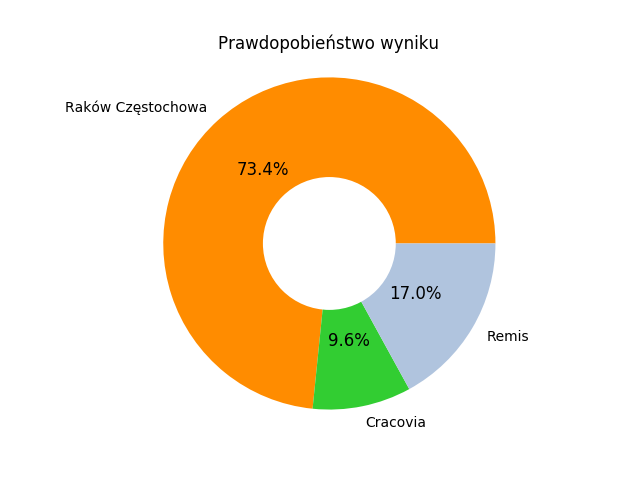 Prawdopobieństwo wyniku
Raków Częstochowa
73.4%
17.0%
9.6%
Remis
Cracovia